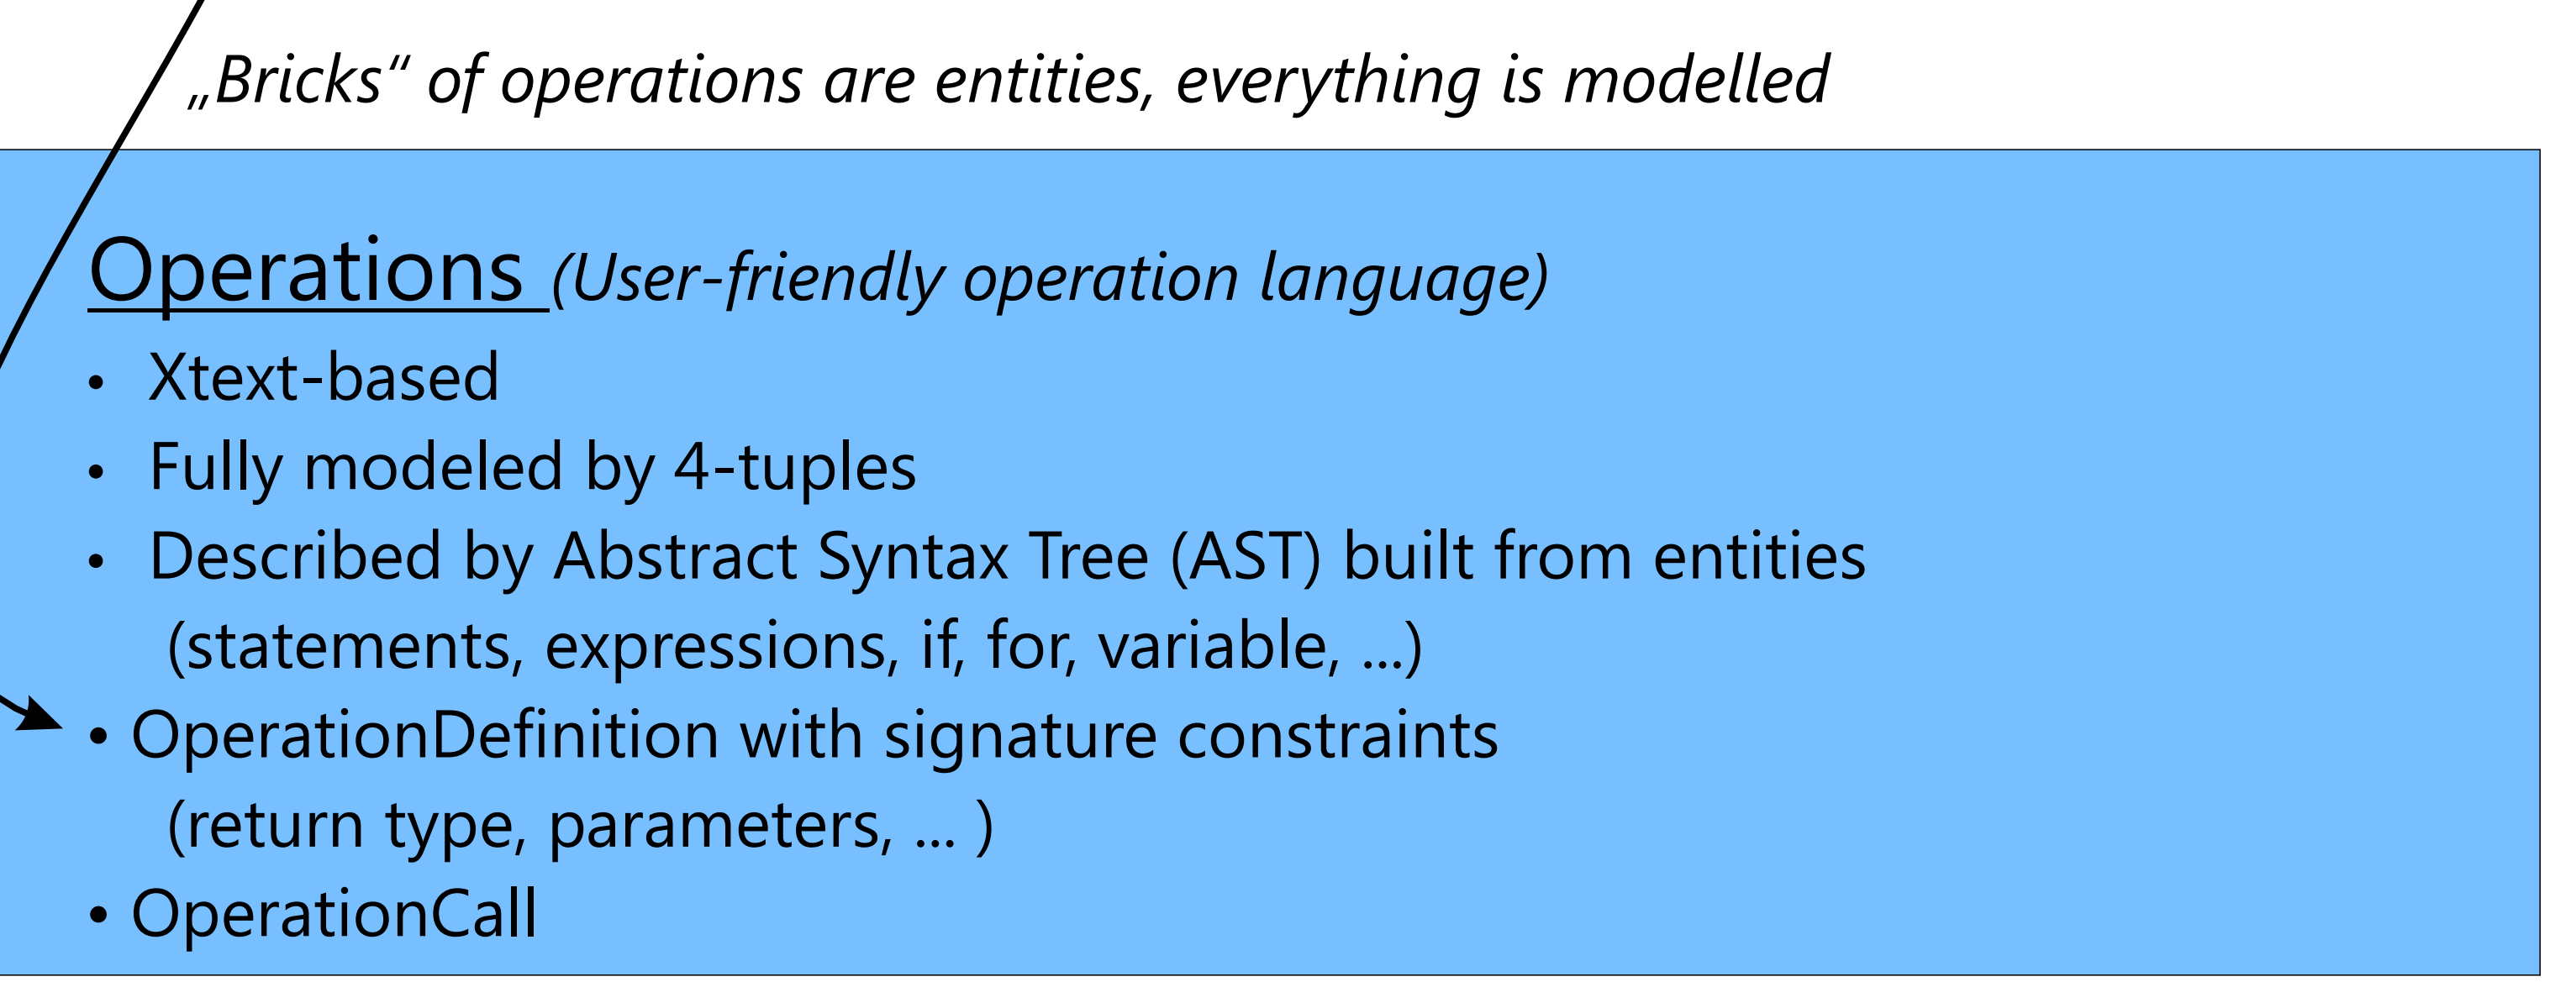 „Bricks“ of operations are entities, everything is modelled
Operations (User-friendly operation language)
• Xtext-based
• Fully modeled by 4-tuples
• Described by Abstract Syntax Tree (AST) built from entities
(statements, expressions, if, for, variable, ...)
• OperationDefinition with signature constraints
(return type, parameters, ... )
• OperationCall